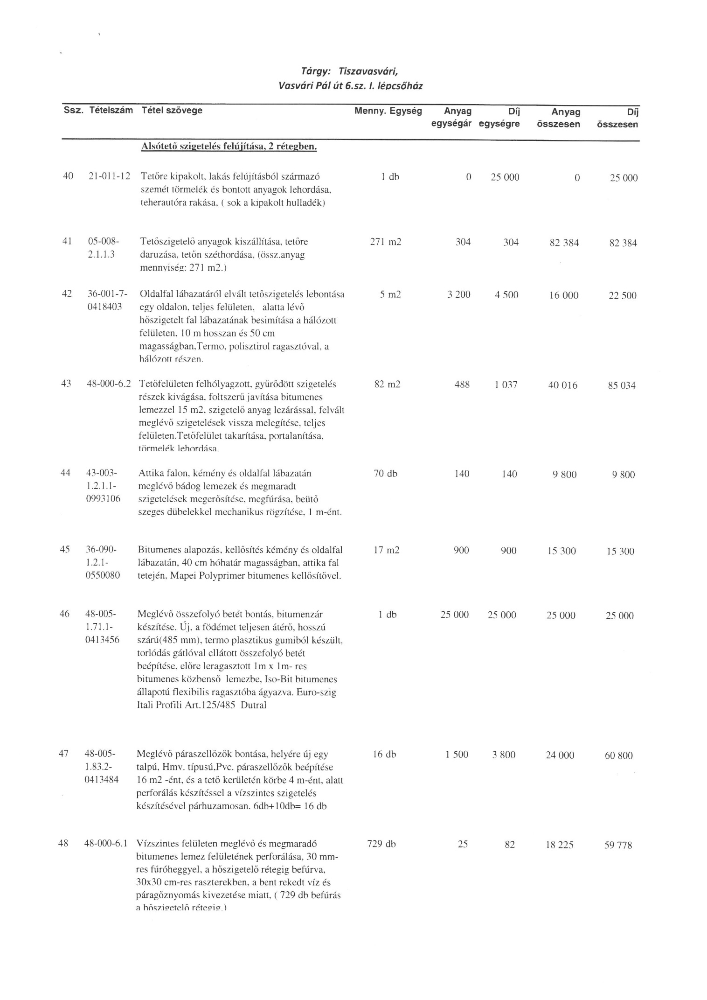 Tárgy: Tiszavasvári,
Vasvári Pál út 6.sz. I. lépcsőház
Ssz. Tételszám Tétel szövege Menny. Egység Anyag Díj Anyag Díj
egységár egységre összesen összesen
Alsótető szigetelés felújítása, 2 rétegben.
40 21-011-12 Tetőre kipakolt, lakás felújításból származó 1 db 0 25 000 0 25 000
szemét törmelék és bontott anyagok lehordása,
teherautóra rakása, ( sok a kipakolt hulladék)
41 05-008- Tetőszigetelő anyagok kiszállítása, tetőre 271 m2 304 304 82 384 82 384
2.1.1.3 daruzása, tetőn széthordása, (össz.anyag
mennyiség: 271 m2.)
42 36-001-7- Oldalfal lábazatáról elvált tetőszigetelés lebontása 5 m2 3 200 4 500 16 000 22 500
0418403 egy oldalon, teljes felületen, alatta lévő
hőszigetelt fal lábazatának besimítása a hálózott
felületen, 10 m hosszan és 50 cm
magasságban,Termo, polisztirol ragasztóval, a
hálózott részen.
43 48-000-6.2 Tetőfelületen felhólyagzott, gyűrődött szigetelés 82 m2 488 1 037 40 016 85 034
részek kivágása, foltszerű javítása bitumenes
lemezzel 15 m2, szigetelő anyag lezárással, felvált
meglévő szigetelések vissza melegítése, teljes
felületen.Tetőfelület takarítása, portalanítása,
törmelék lehordása.
44 43-003- Attika falon, kémény és oldalfal lábazatán 70 db 140 140 9 800 9 800
1.2.1.1- meglévő bádog lemezek és megmaradt
0993106 szigetelések megerősítése, megfúrása, beütő
szeges dübelekkel mechanikus rögzítése, 1 m-ént.
45 36-090- Bitumenes alapozás, kellősítés kémény és oldalfal 17 m2 900 900 15 300 15 300
1.2.1- lábazatán, 40 cm hóhatár magasságban, attika fal
0550080 tetején, Mapei Polyprimer bitumenes kellősítővel.
46 48-005- Meglévő összefolyó betét bontás, bitumenzár 1 db 25 000 25 000 25 000 25 000
1.71.1- készítése. Új, a födémet teljesen átérő, hosszú
0413456 szárú(485 mm), termo plasztikus gumiból készült,
torlódás gátlóval ellátott összefolyó betét
beépítése, előre leragasztott 1m x 1m- res
bitumenes közbenső lemezbe, Iso-Bit bitumenes
állapotú flexibilis ragasztóba ágyazva. Euro-szig
Itali Profili Art.125/485 Dutral
47 48-005- Meglévő páraszellőzők bontása, helyére új egy 16 db 1 500 3 800 24 000 60 800
1.83.2- talpú, Hmv. típusú,Pvc. páraszellőzők beépítése
0413484 16 m2 -ént, és a tető kerületén körbe 4 m-ént, alatt
perforálás készítéssel a vízszintes szigetelés
készítésével párhuzamosan. 6db+10db= 16 db
48 48-000-6.1 Vízszintes felületen meglévő és megmaradó 729 db 25 82 18 225 59 778
bitumenes lemez felületének perforálása, 30 mm-
res fúróheggyel, a hőszigetelő rétegig befúrva,
30x30 cm-res raszterekben, a bent rekedt víz és
páragőznyomás kivezetése miatt, ( 729 db befúrás
a hőszigetelő rétegig.)